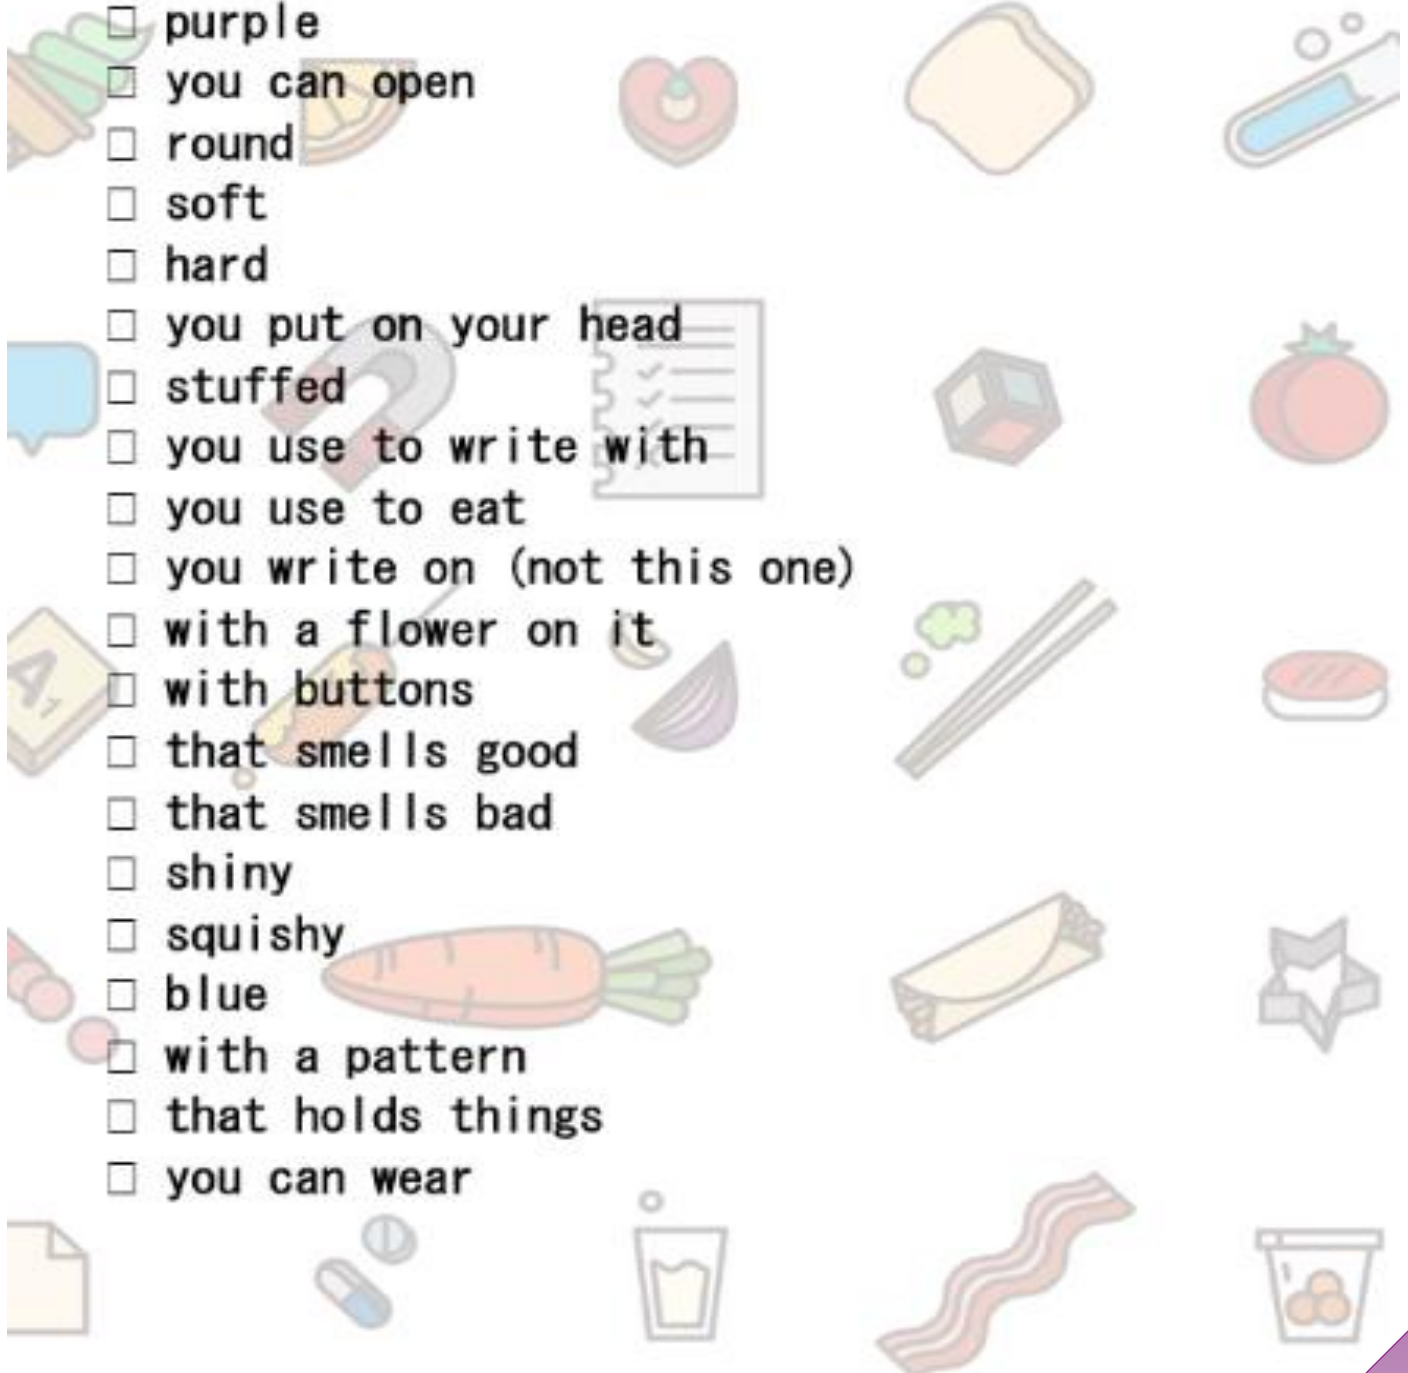 □ purple
□ you can open
□ round
□ soft
□ hard
□ you put on your head
□ stuffed
□ you use to write with
□ you use to eat
□ you write on (not this one)
□ with a flower on it
□ with buttons
□ that smells good
□ that smells bad
□ shiny
□ squishy
□ blue
□ with a pattern
□ that holds things
□ you can wear
A1